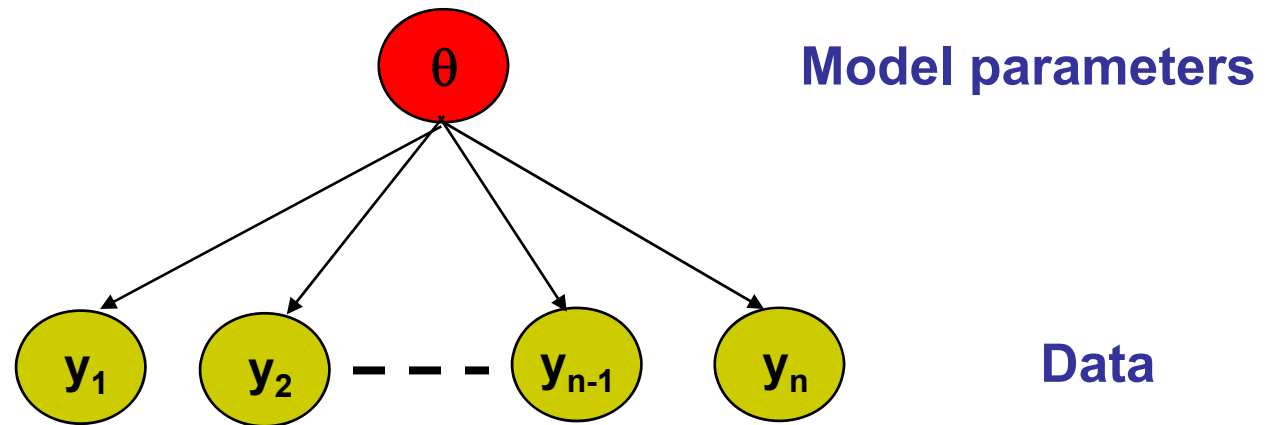 θ
Model parameters
y₁ y₂ yₙ₋₁ yₙ
Data